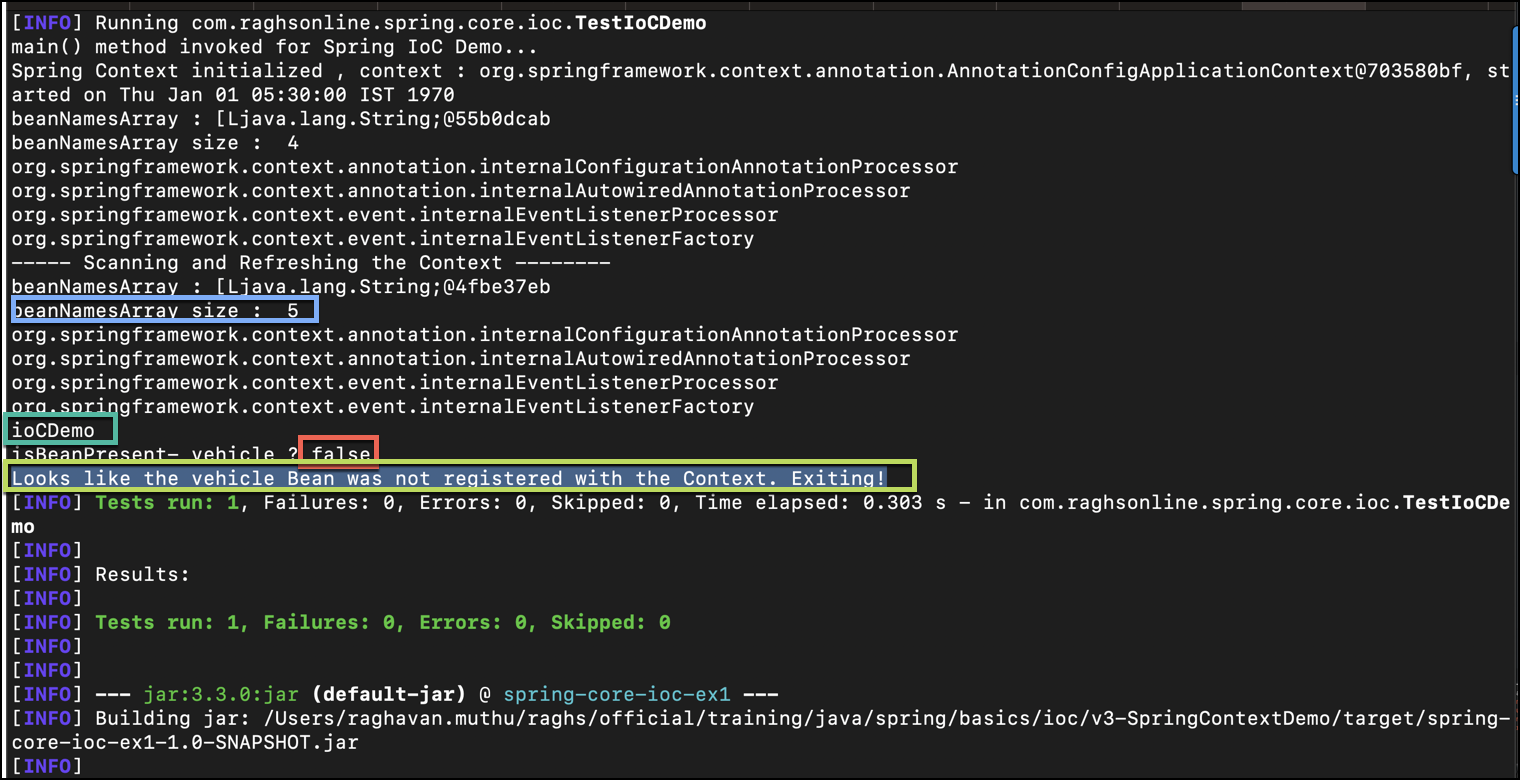 [INFO] Running com.raghsonline.spring.core.ioc.TestIoCDemo
main() method invoked for Spring IoC Demo...
Spring Context initialized , context : org.springframework.context.annotation.AnnotationConfigApplicationContext@703580bf, st
arted on Thu Jan 01 05:30:00 IST 1970
beanNamesArray : [Ljava.lang.String;@55b0dcab
beanNamesArray size :  4
org.springframework.context.annotation.internalConfigurationAnnotationProcessor
org.springframework.context.annotation.internalAutowiredAnnotationProcessor
org.springframework.context.event.internalEventListenerProcessor
org.springframework.context.event.internalEventListenerFactory
----- Scanning and Refreshing the Context --------
beanNamesArray : [Ljava.lang.String;@4fbe37eb
beanNamesArray size :  5
org.springframework.context.annotation.internalConfigurationAnnotationProcessor
org.springframework.context.annotation.internalAutowiredAnnotationProcessor
org.springframework.context.event.internalEventListenerProcessor
org.springframework.context.event.internalEventListenerFactory
ioCDemo
isBeanPresent- vehicle ? false
Looks like the vehicle Bean was not registered with the Context. Exiting!
[INFO] Tests run: 1, Failures: 0, Errors: 0, Skipped: 0, Time elapsed: 0.303 s - in com.raghsonline.spring.core.ioc.TestIoCDe
mo
[INFO]
[INFO] Results:
[INFO]
[INFO] Tests run: 1, Failures: 0, Errors: 0, Skipped: 0
[INFO]
[INFO]
[INFO] --- jar:3.3.0:jar (default-jar) @ spring-core-ioc-ex1 ---
[INFO] Building jar: /Users/raghavan.muthu/raghs/official/training/java/spring/basics/ioc/v3-SpringContextDemo/target/spring-
core-ioc-ex1-1.0-SNAPSHOT.jar
[INFO]